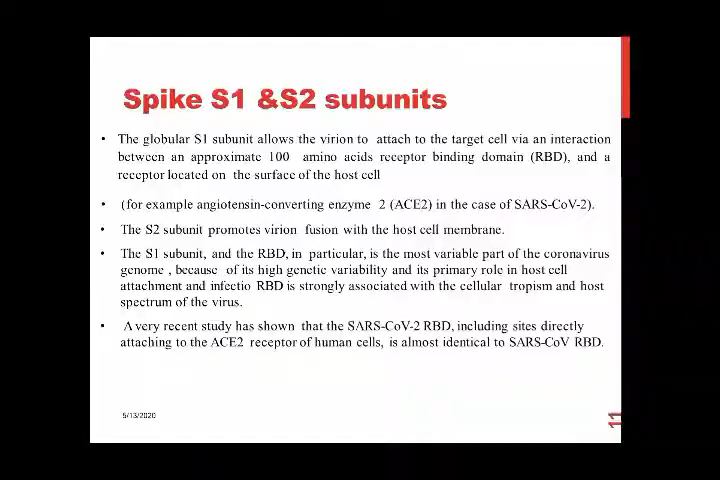 Spike S1 &S2 subunits
• The globular S1 subunit allows the virion to attach to the target cell via an interaction
between an approximate 100 amino acids receptor binding domain (RBD), and a
receptor located on the surface of the host cell
• (for example angiotensin-converting enzyme 2 (ACE2) in the case of SARS-CoV-2).
• The S2 subunit promotes virion fusion with the host cell membrane.
• The S1 subunit, and the RBD, in particular, is the most variable part of the coronavirus
genome , because of its high genetic variability and its primary role in host cell
attachment and infectio RBD is strongly associated with the cellular tropism and host
spectrum of the virus.
• A very recent study has shown that the SARS-CoV-2 RBD, including sites directly
attaching to the ACE2 receptor of human cells, is almost identical to SARS-CoV RBD.
5/13/2020
11